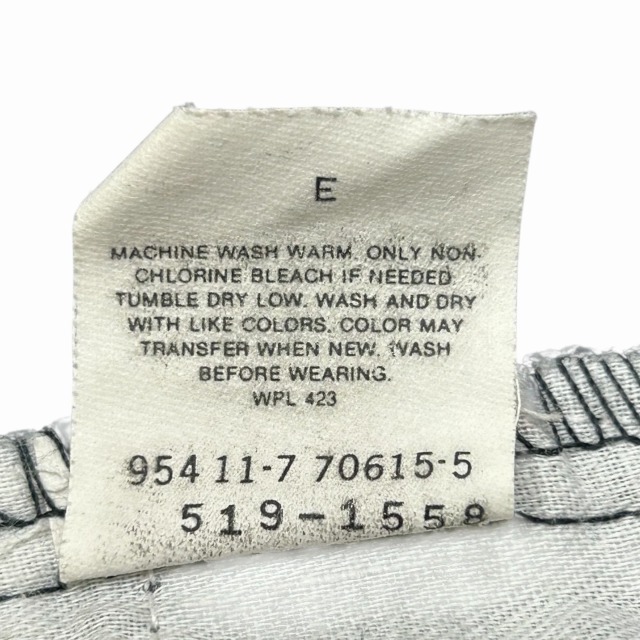 E
MACHINE WASH WARM. ONLY NON-
CHLORINE BLEACH IF NEEDED
TUMBLE DRY LOW. WASH AND DRY
WITH LIKE COLORS. COLOR MAY
TRANSFER WHEN NEW. WASH
BEFORE WEARING.
WPL 423
954 11-7 70615-5
519-1558